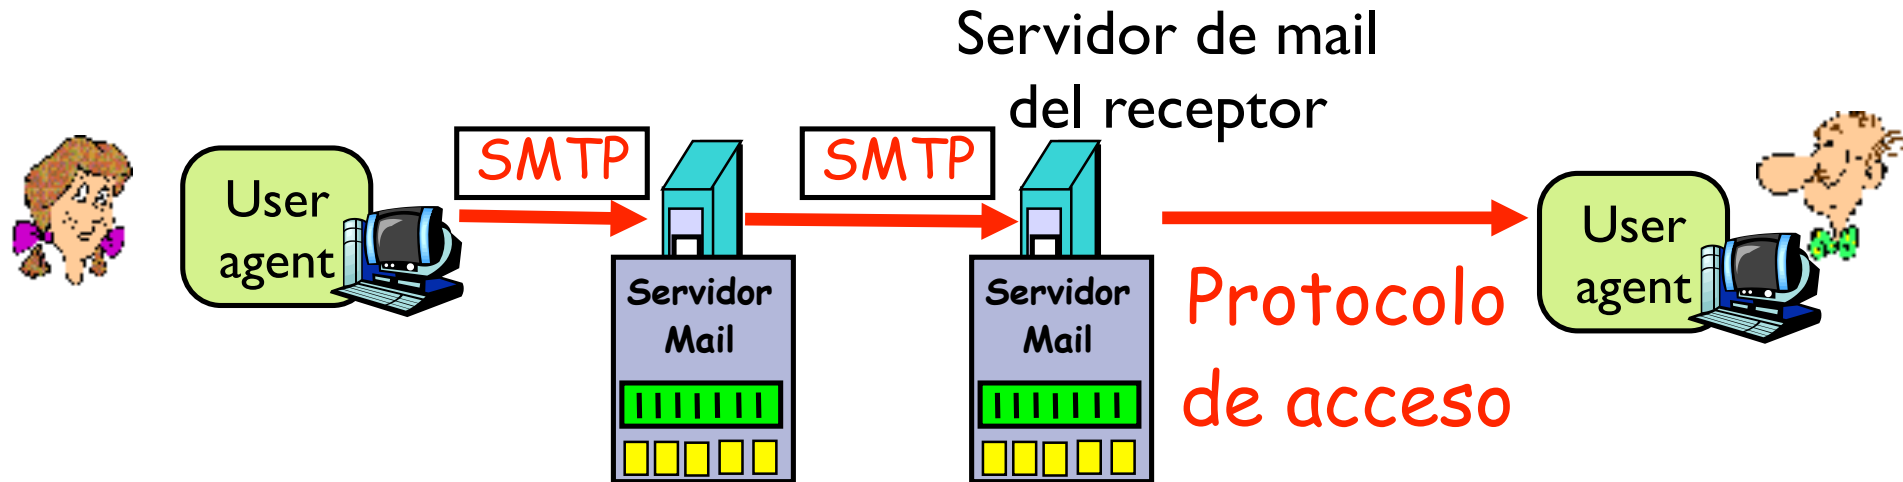 Servidor de mail
del receptor
SMTP
SMTP
User
agent
User
agent
Servidor
Mail
Servidor
Mail
Protocolo
de acceso